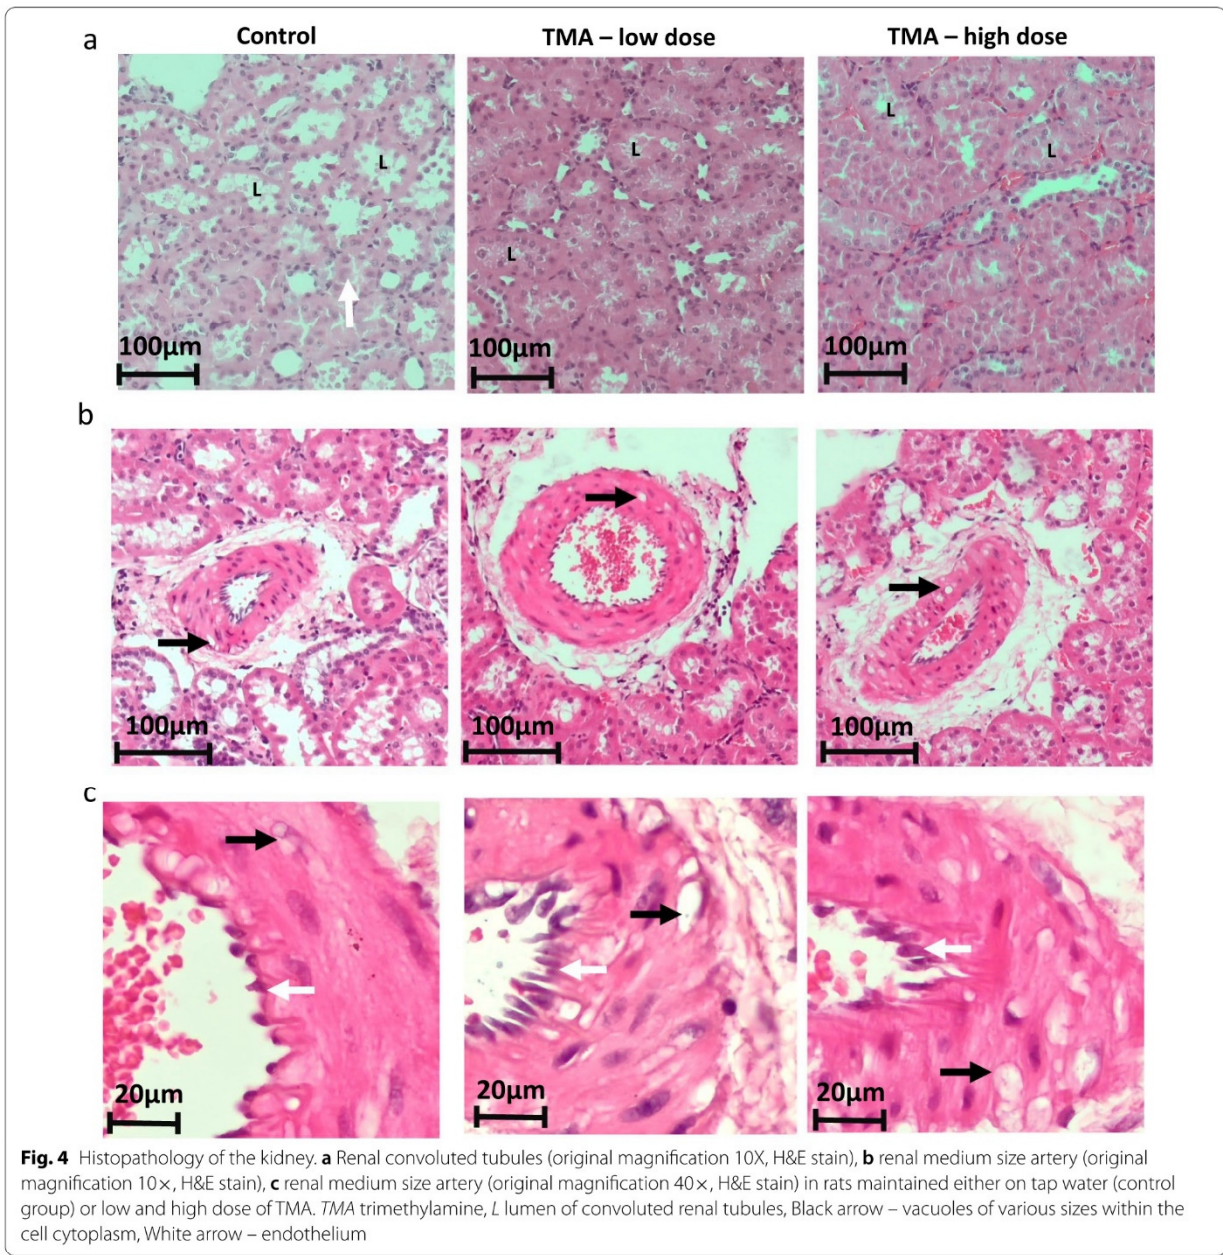 a
Control
TMA – low dose
TMA – high dose
L
L
L
L
L
L
100µm
100µm
100µm
b
100µm
100µm
100µm
c
20µm
20µm
20µm
Fig. 4 Histopathology of the kidney. a Renal convoluted tubules (original magnification 10X, H&E stain), b renal medium size artery (original
magnification 10×, H&E stain), c renal medium size artery (original magnification 40×, H&E stain) in rats maintained either on tap water (control
group) or low and high dose of TMA. TMA trimethylamine, L lumen of convoluted renal tubules, Black arrow – vacuoles of various sizes within the
cell cytoplasm, White arrow – endothelium